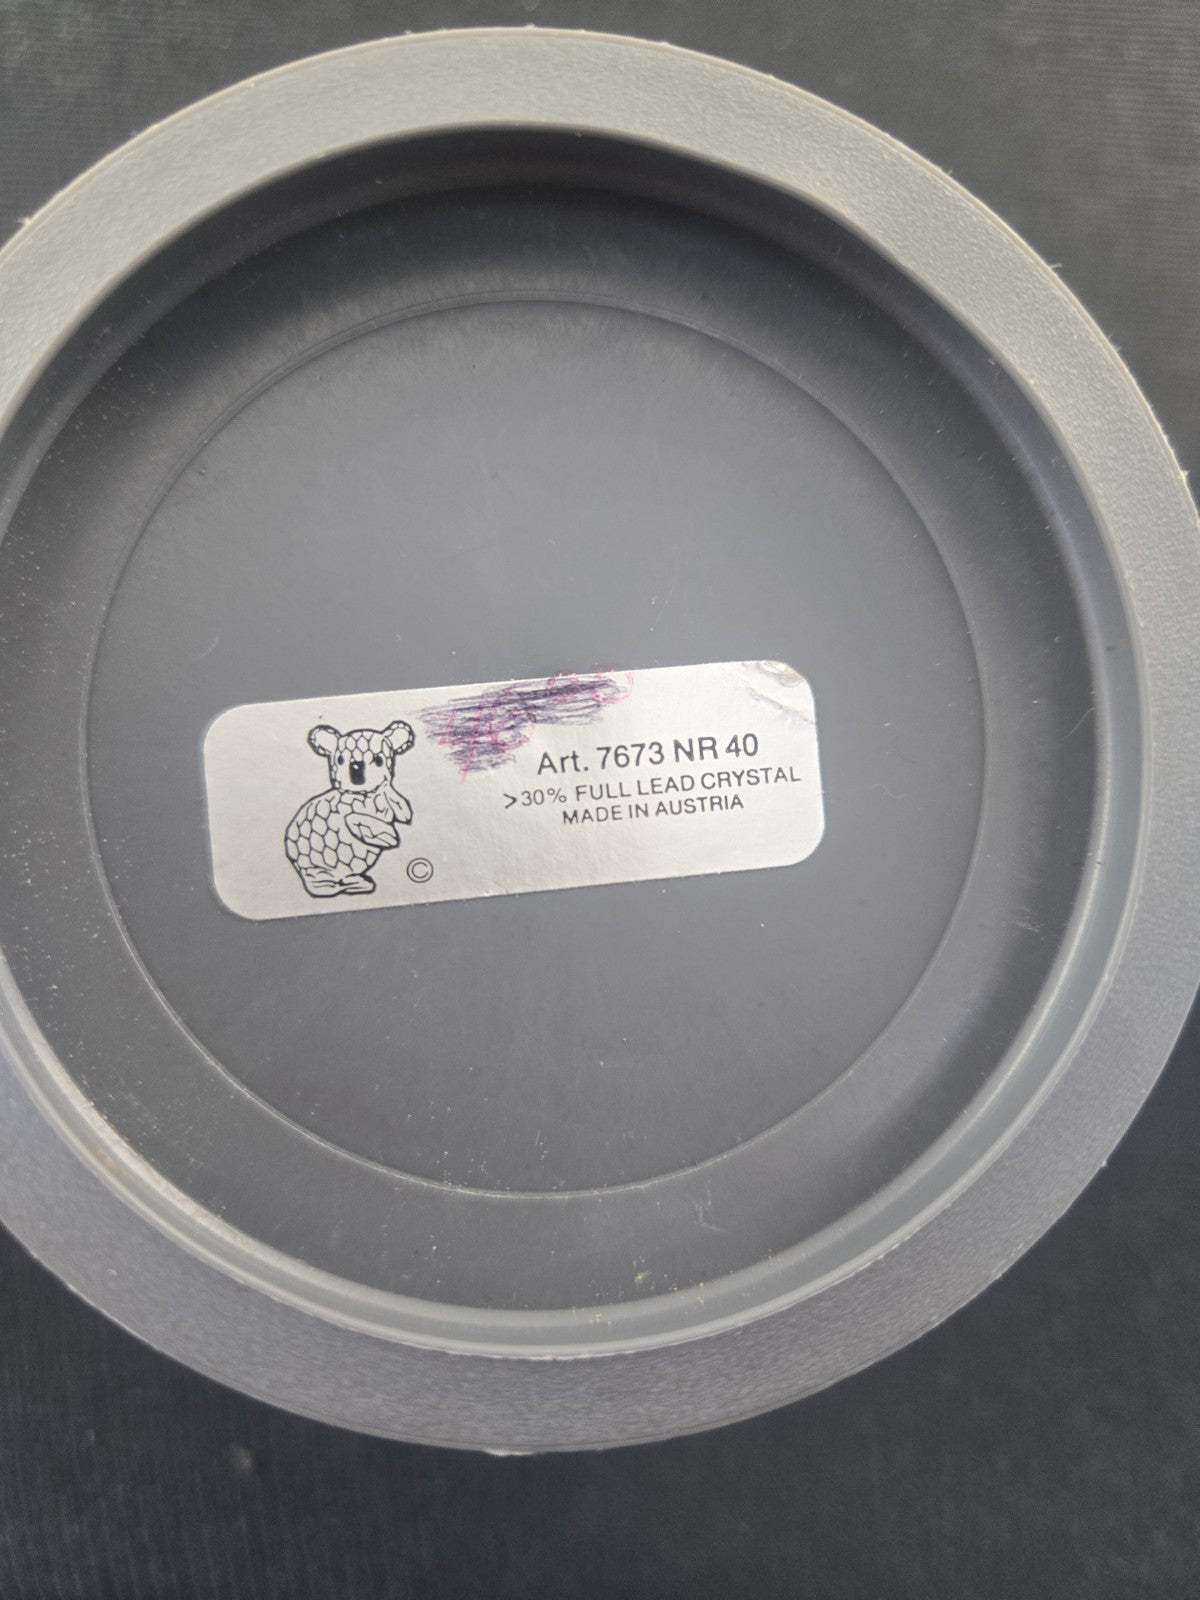 Art. 7673 NR 40
>30% FULL LEAD CRYSTAL
MADE IN AUSTRIA
©